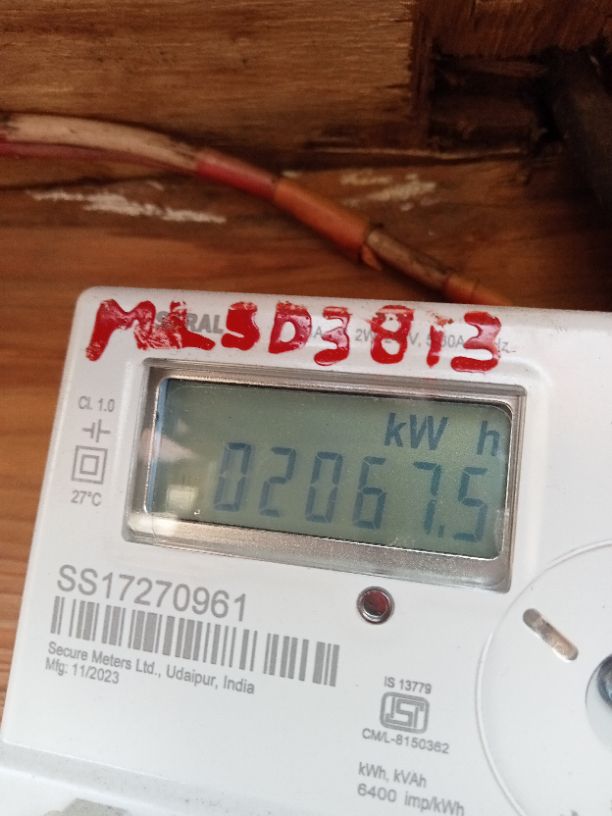 MLSD3813
Cl. 1.0
27°C
kW h
02067.5
SS17270961
Secure Meters Ltd., Udaipur, India
Mfg: 11/2023
IS 13779
ISI
CM/L-8150362
kWh, kVAh
6400 imp/kWh